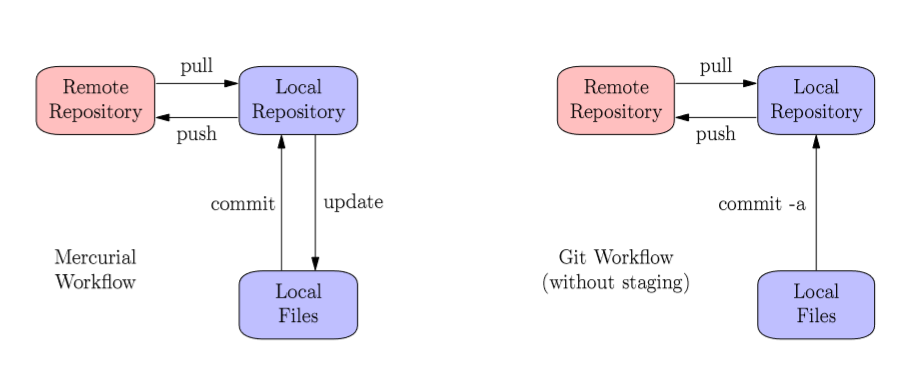 pull
Remote
Repository
Local
Repository
push
commit
update
Mercurial
Workflow
Local
Files
pull
Remote
Repository
Local
Repository
push
commit -a
Git Workflow
(without staging)
Local
Files